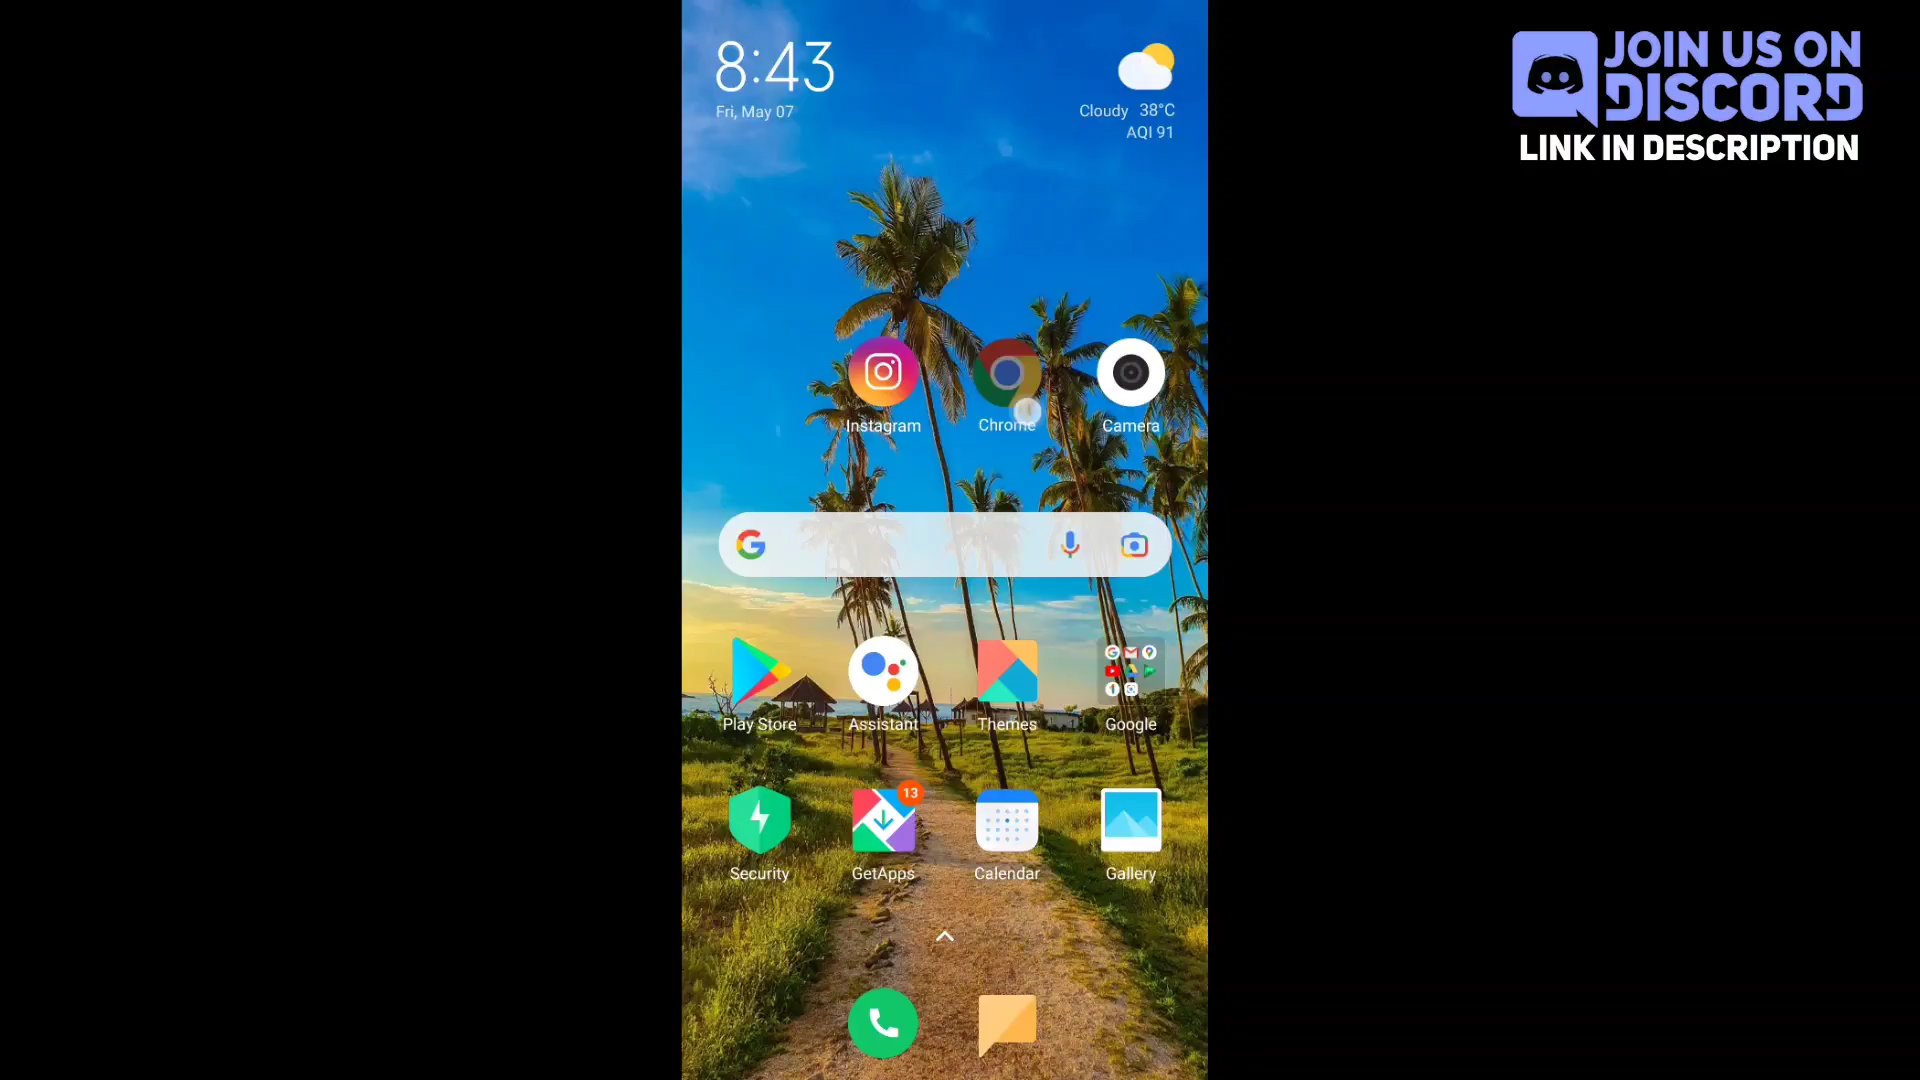 8:43
Fri, May 07
Cloudy 38°C
AQI 91
JOIN US ON
DISCORD
LINK IN DESCRIPTION
Instagram
Chrome
Camera
Play Store
Assistant
Themes
Google
13
Security
GetApps
Calendar
Gallery